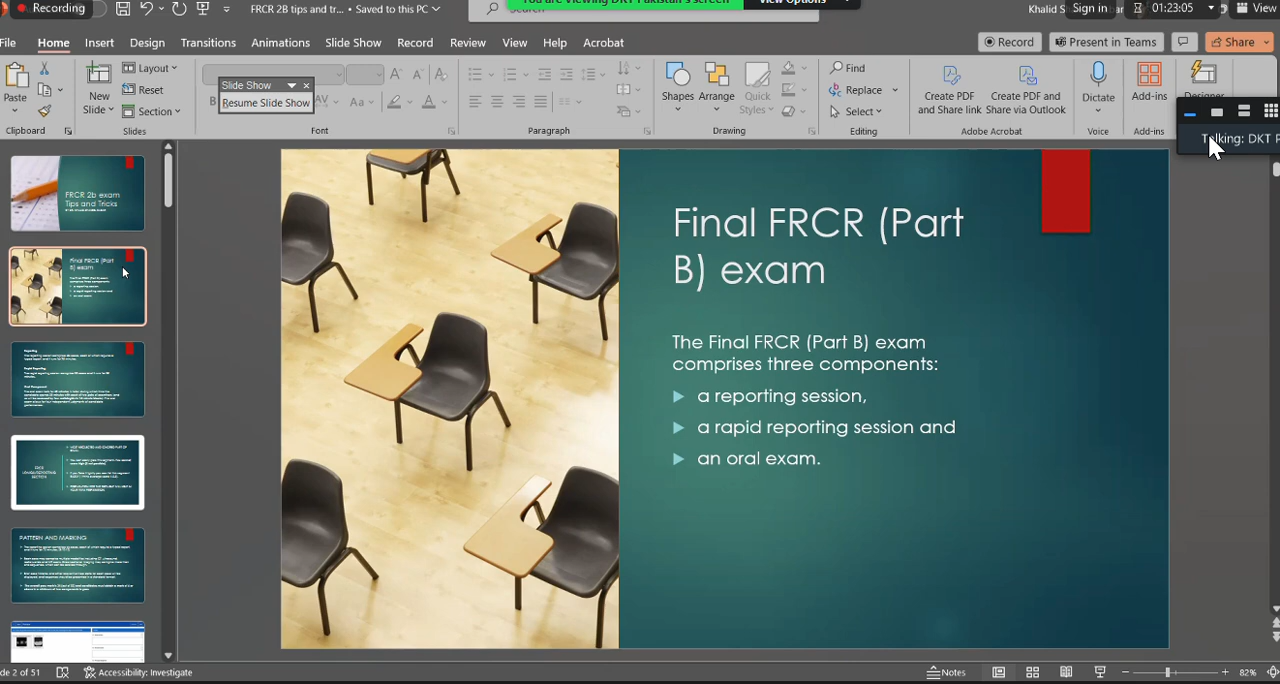 Recording
FRCR 2B tips and tr... • Saved to this PC
Search
You are viewing DKT Pakistan's screen
View Options
Khalid S
Sign in
01:23:05
View
File Home Insert Design Transitions Animations Slide Show Record Review View Help Acrobat
Record
Present in Teams
Share
Paste
New
Slide
Layout
Reset
Section
Slide Show
Resume Slide Show
B
AV
Aa
A
Shapes
Arrange
Quick
Styles
Find
Replace
Select
Create PDF
and Share link
Create PDF and
Share via Outlook
Dictate
Add-ins
Designer
Clipboard
Slides
Font
Paragraph
Drawing
Editing
Adobe Acrobat
Voice
Add-ins
Talking: DKT P
FRCR 2b exam
Tips and Tricks
Final FRCR (Part
B) exam
PATTERN AND MARKING
Final FRCR (Part
B) exam
The Final FRCR (Part B) exam
comprises three components:
a reporting session,
a rapid reporting session and
an oral exam.
de 2 of 51
Accessibility: Investigate
Notes
82%